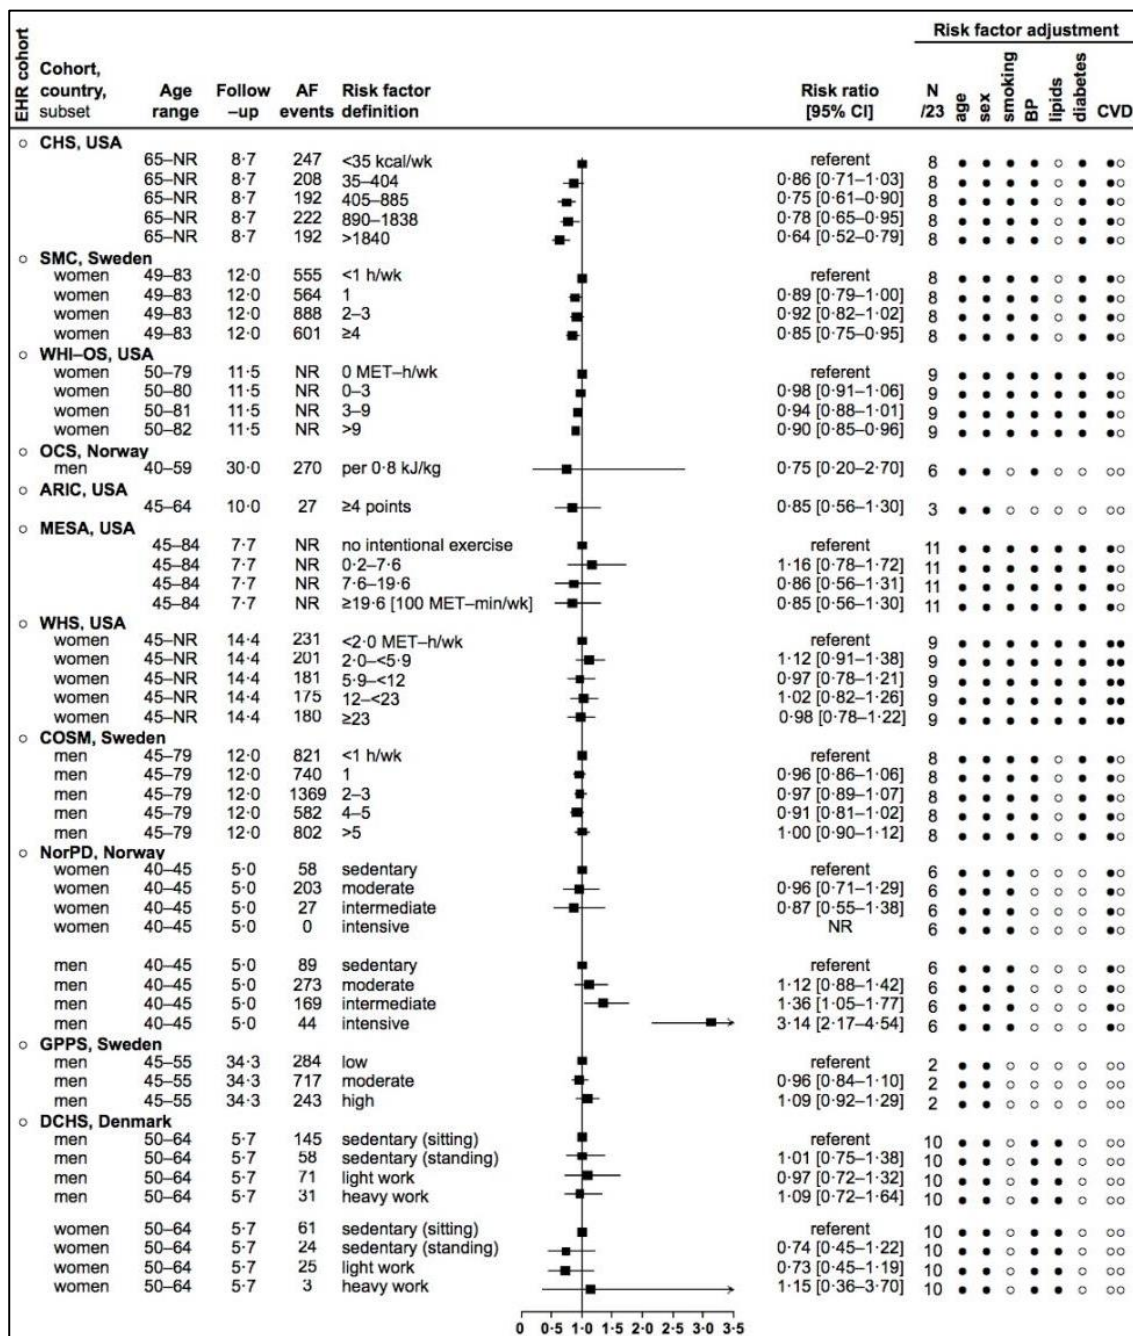 Risk factor adjustment
EHR cohort Cohort, country, subset Age range Follow –up AF events Risk factor definition Risk ratio [95% CI] N /23 age sex smoking BP lipids diabetes CVD
○ CHS, USA
65–NR 8·7 247 <35 kcal/wk referent 8 ● ● ● ● ○ ● ●○
65–NR 8·7 208 35–404 0·86 [0·71–1·03] 8 ● ● ● ● ○ ● ●○
65–NR 8·7 192 405–885 0·75 [0·61–0·90] 8 ● ● ● ● ○ ● ●○
65–NR 8·7 222 890–1838 0·78 [0·65–0·95] 8 ● ● ● ● ○ ● ●○
65–NR 8·7 192 >1840 0·64 [0·52–0·79] 8 ● ● ● ● ○ ● ●○
○ SMC, Sweden
women 49–83 12·0 555 <1 h/wk referent 8 ● ● ● ● ○ ● ●○
women 49–83 12·0 564 1 0·89 [0·79–1·00] 8 ● ● ● ● ○ ● ●○
women 49–83 12·0 888 2–3 0·92 [0·82–1·02] 8 ● ● ● ● ○ ● ●○
women 49–83 12·0 601 ≥4 0·85 [0·75–0·95] 8 ● ● ● ● ○ ● ●○
○ WHI–OS, USA
women 50–79 11·5 NR 0 MET–h/wk referent 9 ● ● ● ● ● ● ●○
women 50–80 11·5 NR 0–3 0·98 [0·91–1·06] 9 ● ● ● ● ● ● ●○
women 50–81 11·5 NR 3–9 0·94 [0·88–1·01] 9 ● ● ● ● ● ● ●○
women 50–82 11·5 NR >9 0·90 [0·85–0·96] 9 ● ● ● ● ● ● ●○
○ OCS, Norway
men 40–59 30·0 270 per 0·8 kJ/kg 0·75 [0·20–2·70] 6 ● ● ○ ● ○ ○ ○○
○ ARIC, USA
45–64 10·0 27 ≥4 points 0·85 [0·56–1·30] 3 ● ● ○ ○ ○ ○ ○○
○ MESA, USA
45–84 7·7 NR no intentional exercise referent 11 ● ● ● ● ● ● ●○
45–84 7·7 NR 0·2–7·6 1·16 [0·78–1·72] 11 ● ● ● ● ● ● ●○
45–84 7·7 NR 7·6–19·6 0·86 [0·56–1·31] 11 ● ● ● ● ● ● ●○
45–84 7·7 NR ≥19·6 [100 MET–min/wk] 0·85 [0·56–1·30] 11 ● ● ● ● ● ● ●○
○ WHS, USA
women 45–NR 14·4 231 <2·0 MET–h/wk referent 9 ● ● ● ● ● ● ●●
women 45–NR 14·4 201 2·0–<5·9 1·12 [0·91–1·38] 9 ● ● ● ● ● ● ●●
women 45–NR 14·4 181 5·9–<12 0·97 [0·78–1·21] 9 ● ● ● ● ● ● ●●
women 45–NR 14·4 175 12–<23 1·02 [0·82–1·26] 9 ● ● ● ● ● ● ●●
women 45–NR 14·4 180 ≥23 0·98 [0·78–1·22] 9 ● ● ● ● ● ● ●●
○ COSM, Sweden
men 45–79 12·0 821 <1 h/wk referent 8 ● ● ● ● ○ ● ●○
men 45–79 12·0 740 1 0·96 [0·86–1·06] 8 ● ● ● ● ○ ● ●○
men 45–79 12·0 1369 2–3 0·97 [0·89–1·07] 8 ● ● ● ● ○ ● ●○
men 45–79 12·0 582 4–5 0·91 [0·81–1·02] 8 ● ● ● ● ○ ● ●○
men 45–79 12·0 802 >5 1·00 [0·90–1·12] 8 ● ● ● ● ○ ● ●○
○ NorPD, Norway
women 40–45 5·0 58 sedentary referent 6 ● ● ● ○ ○ ○ ●○
women 40–45 5·0 203 moderate 0·96 [0·71–1·29] 6 ● ● ● ○ ○ ○ ●○
women 40–45 5·0 27 intermediate 0·87 [0·55–1·38] 6 ● ● ● ○ ○ ○ ●○
women 40–45 5·0 0 intensive NR 6 ● ● ● ○ ○ ○ ●○
men 40–45 5·0 89 sedentary referent 6 ● ● ● ○ ○ ○ ●○
men 40–45 5·0 273 moderate 1·12 [0·88–1·42] 6 ● ● ● ○ ○ ○ ●○
men 40–45 5·0 169 intermediate 1·36 [1·05–1·77] 6 ● ● ● ○ ○ ○ ●○
men 40–45 5·0 44 intensive 3·14 [2·17–4·54] 6 ● ● ● ○ ○ ○ ●○
○ GPPS, Sweden
men 45–55 34·3 284 low referent 2 ● ● ○ ○ ○ ○ ○○
men 45–55 34·3 717 moderate 0·96 [0·84–1·10] 2 ● ● ○ ○ ○ ○ ○○
men 45–55 34·3 243 high 1·09 [0·92–1·29] 2 ● ● ○ ○ ○ ○ ○○
○ DCHS, Denmark
men 50–64 5·7 145 sedentary (sitting) referent 10 ● ● ○ ● ● ○ ○○
men 50–64 5·7 58 sedentary (standing) 1·01 [0·75–1·38] 10 ● ● ○ ● ● ○ ○○
men 50–64 5·7 71 light work 0·97 [0·72–1·32] 10 ● ● ○ ● ● ○ ○○
men 50–64 5·7 31 heavy work 1·09 [0·72–1·64] 10 ● ● ○ ● ● ○ ○○
women 50–64 5·7 61 sedentary (sitting) referent 10 ● ● ○ ● ● ○ ○○
women 50–64 5·7 24 sedentary (standing) 0·74 [0·45–1·22] 10 ● ● ○ ● ● ○ ○○
women 50–64 5·7 25 light work 0·73 [0·45–1·19] 10 ● ● ○ ● ● ○ ○○
women 50–64 5·7 3 heavy work 1·15 [0·36–3·70] 10 ● ● ○ ● ● ○ ○○
0 0·5 1·0 1·5 2·0 2·5 3·0 3·5